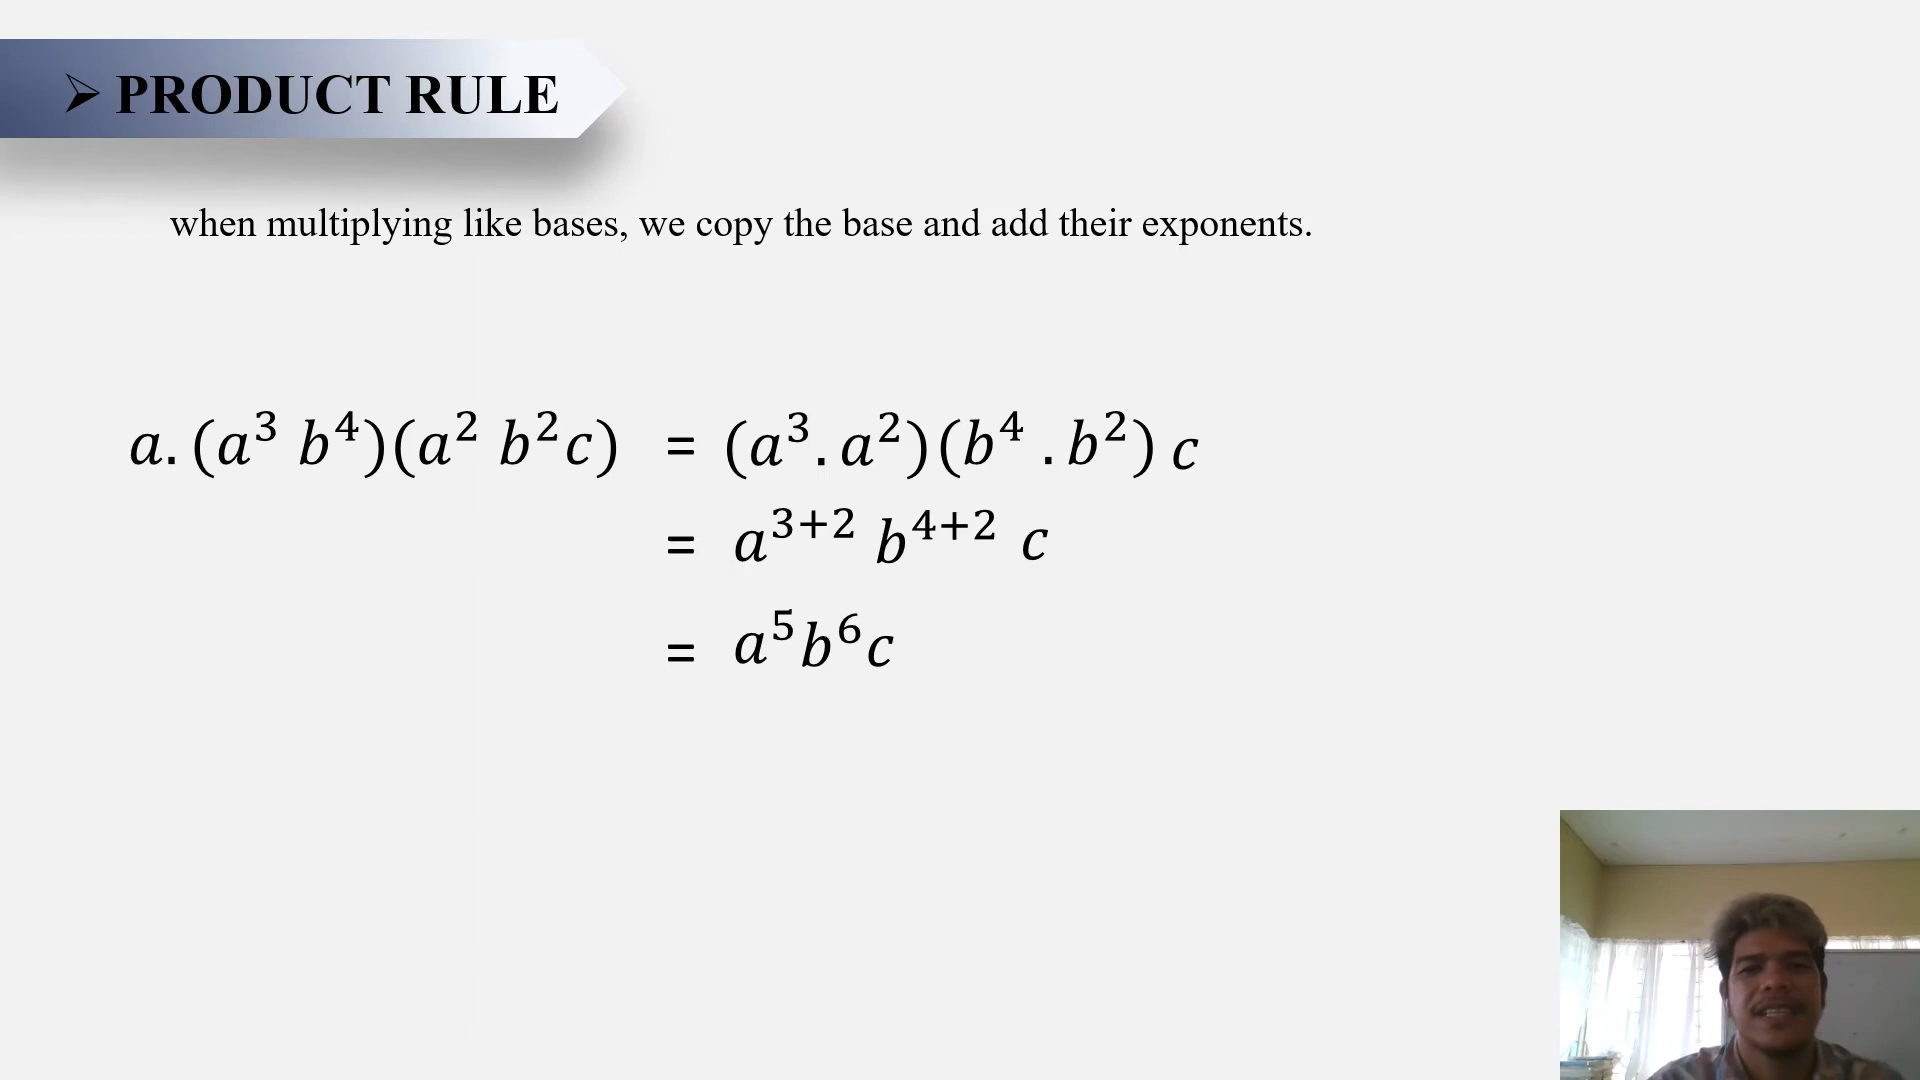 ➢ PRODUCT RULE
when multiplying like bases, we copy the base and add their exponents.
a. (a³ b⁴)(a² b²c) = (a³. a²)(b⁴ . b²) c
= a³⁺² b⁴⁺² c
= a⁵b⁶c